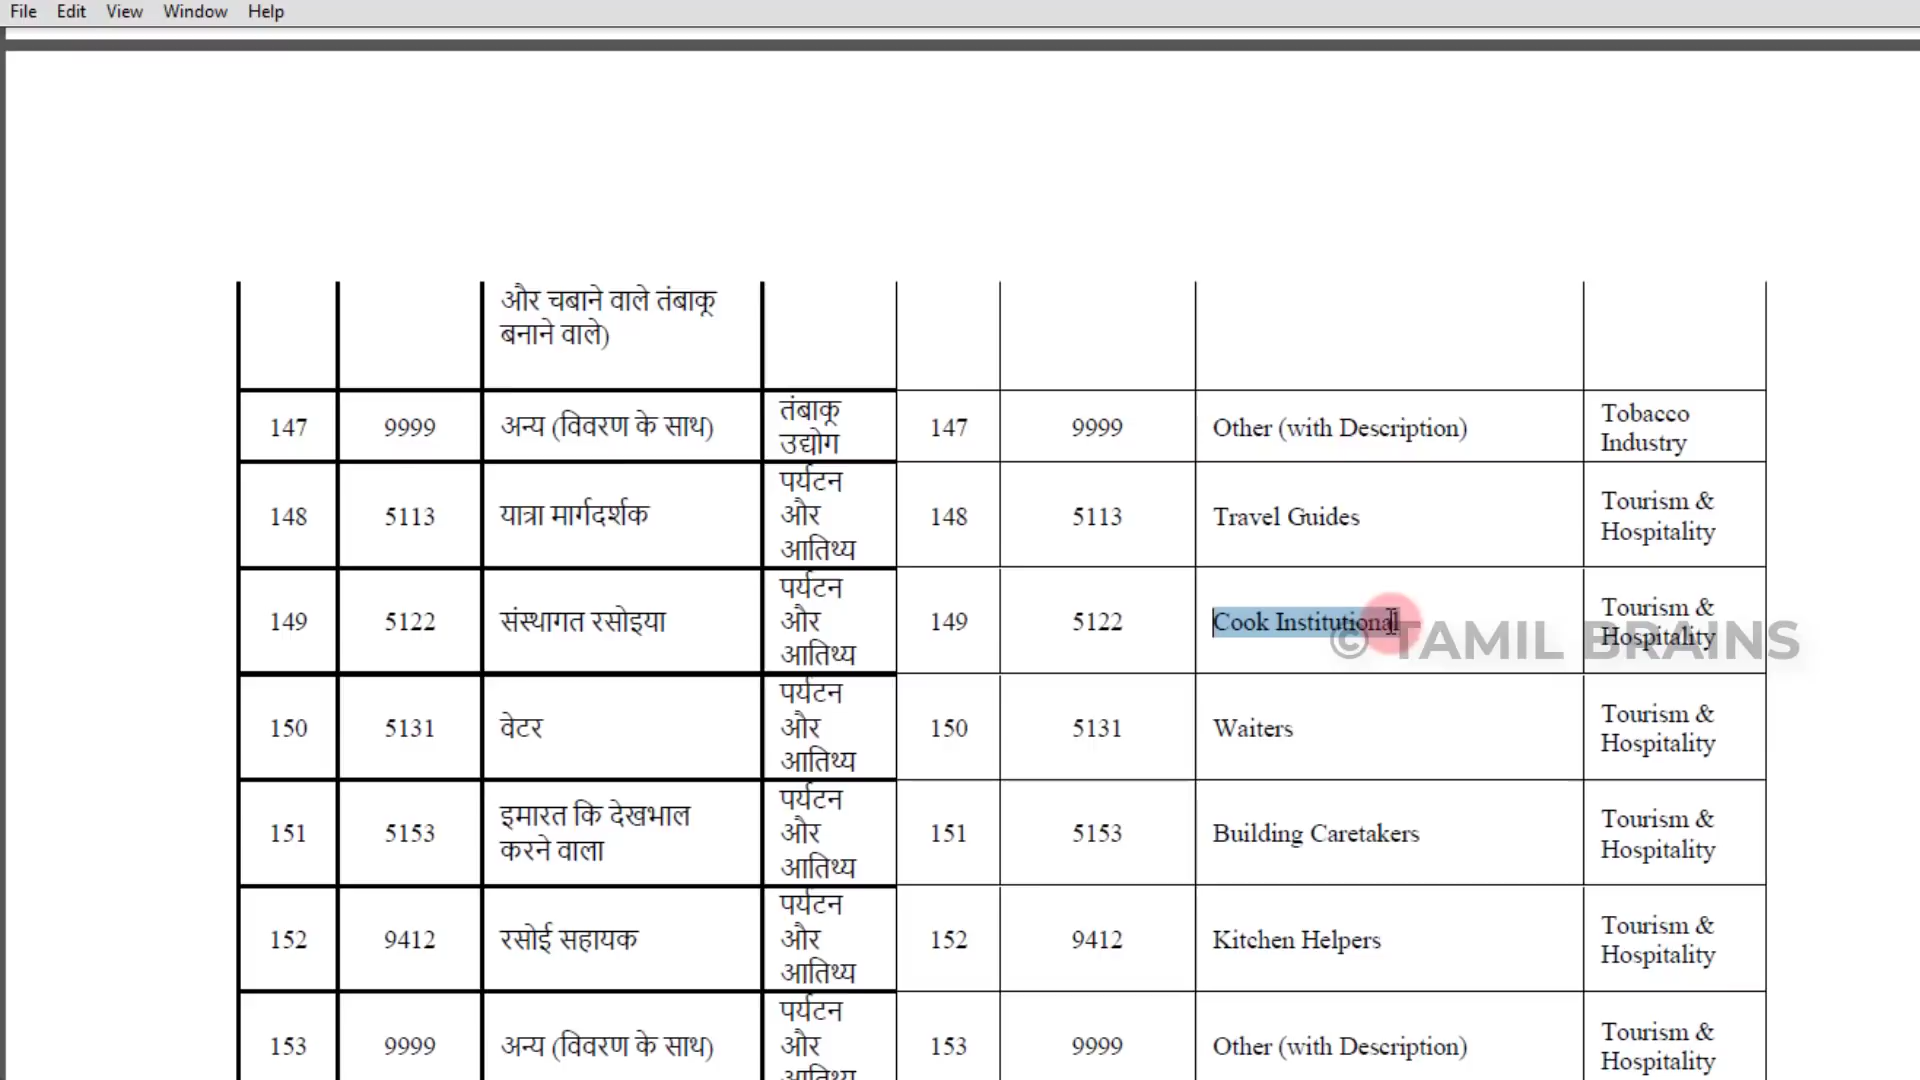 File Edit View Window Help
और चबाने वाले तंबाकू
बनाने वाले)
147 9999 अन्य (विवरण के साथ) तंबाकू उद्योग 147 9999 Other (with Description) Tobacco Industry
148 5113 यात्रा मार्गदर्शक पर्यटन और आतिथ्य 148 5113 Travel Guides Tourism & Hospitality
149 5122 संस्थागत रसोइया पर्यटन और आतिथ्य 149 5122 Cook Institutional Tourism & Hospitality
© TAMIL BRAINS
150 5131 वेटर पर्यटन और आतिथ्य 150 5131 Waiters Tourism & Hospitality
151 5153 इमारत कि देखभाल करने वाला पर्यटन और आतिथ्य 151 5153 Building Caretakers Tourism & Hospitality
152 9412 रसोई सहायक पर्यटन और आतिथ्य 152 9412 Kitchen Helpers Tourism & Hospitality
153 9999 अन्य (विवरण के साथ) पर्यटन और आतिथ्य 153 9999 Other (with Description) Tourism & Hospitality